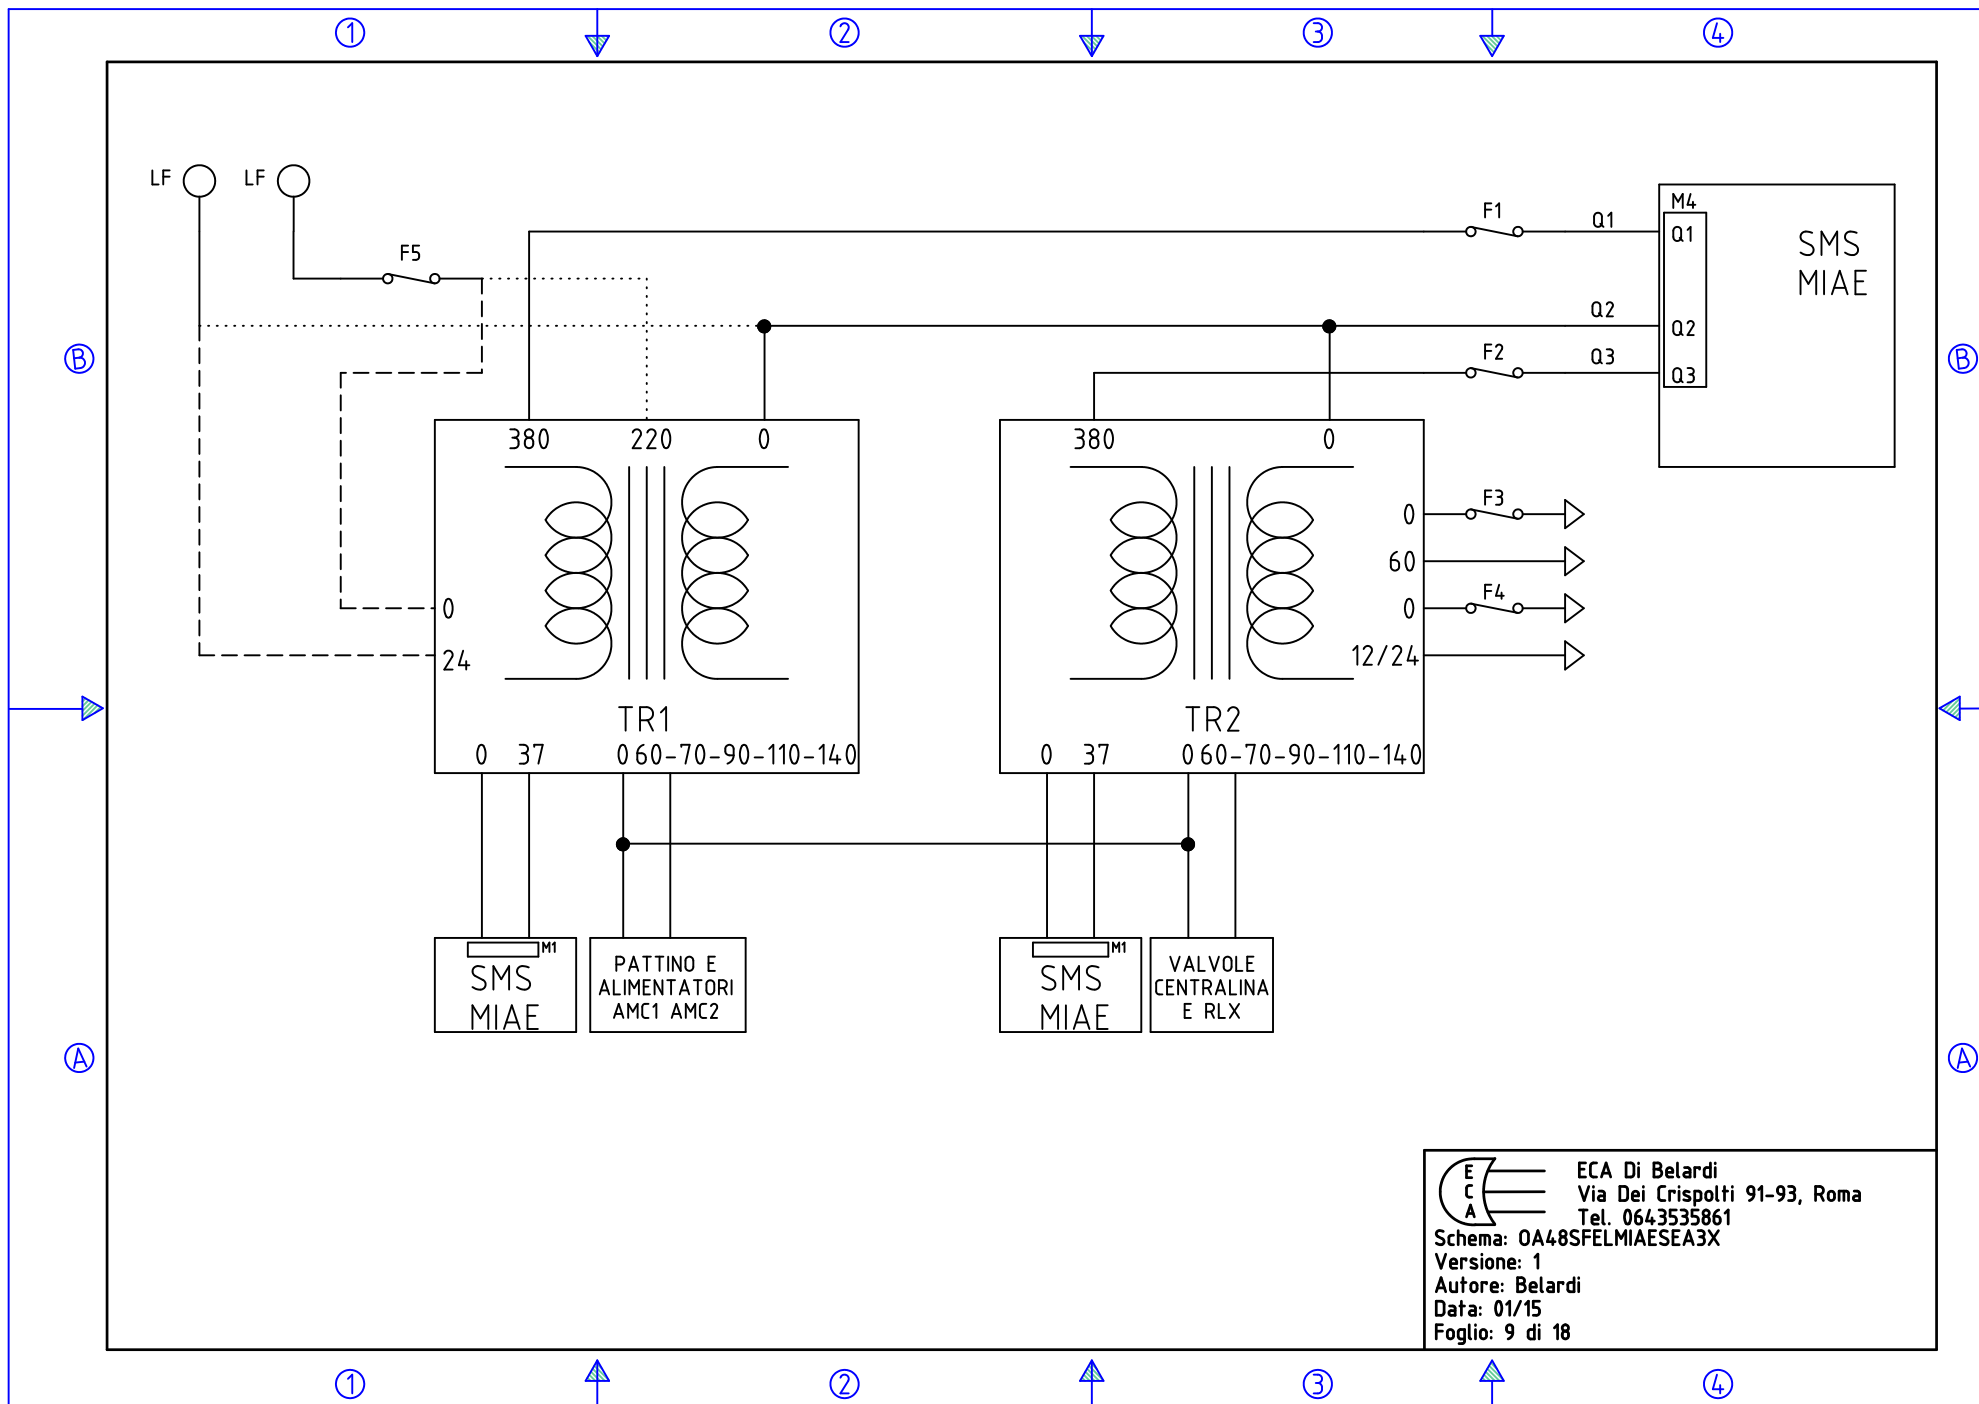 1 2 3 4
LF LF
F5
F1
Q1
M4
Q1
SMS
MIAE
Q2
Q2
F2
Q3
Q3
B B
380 220 0
380 0
0
F3
60
0
F4
12/24
0
24
TR1
0 37 0 60-70-90-110-140
TR2
0 37 0 60-70-90-110-140
M1
SMS
MIAE
PATTINO E
ALIMENTATORI
AMC1 AMC2
M1
SMS
MIAE
VALVOLE
CENTRALINA
E RLX
A A
E
C
A
ECA Di Belardi
Via Dei Crispolti 91-93, Roma
Tel. 0643535861
Schema: OA48SFELMIAESEA3X
Versione: 1
Autore: Belardi
Data: 01/15
Foglio: 9 di 18
1 2 3 4